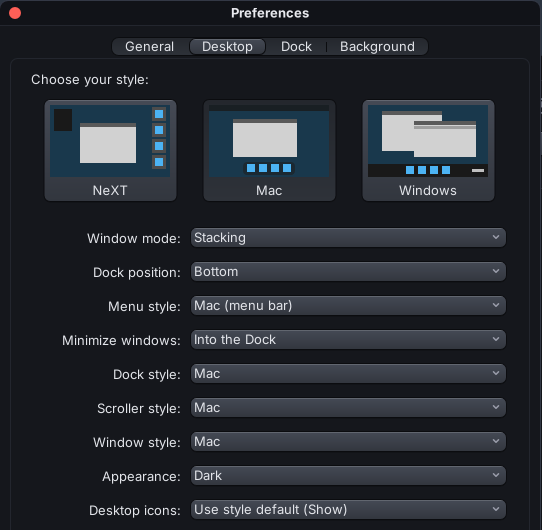 Preferences
General Desktop Dock Background
Choose your style:
NeXT Mac Windows
Window mode: Stacking
Dock position: Bottom
Menu style: Mac (menu bar)
Minimize windows: Into the Dock
Dock style: Mac
Scroller style: Mac
Window style: Mac
Appearance: Dark
Desktop icons: Use style default (Show)